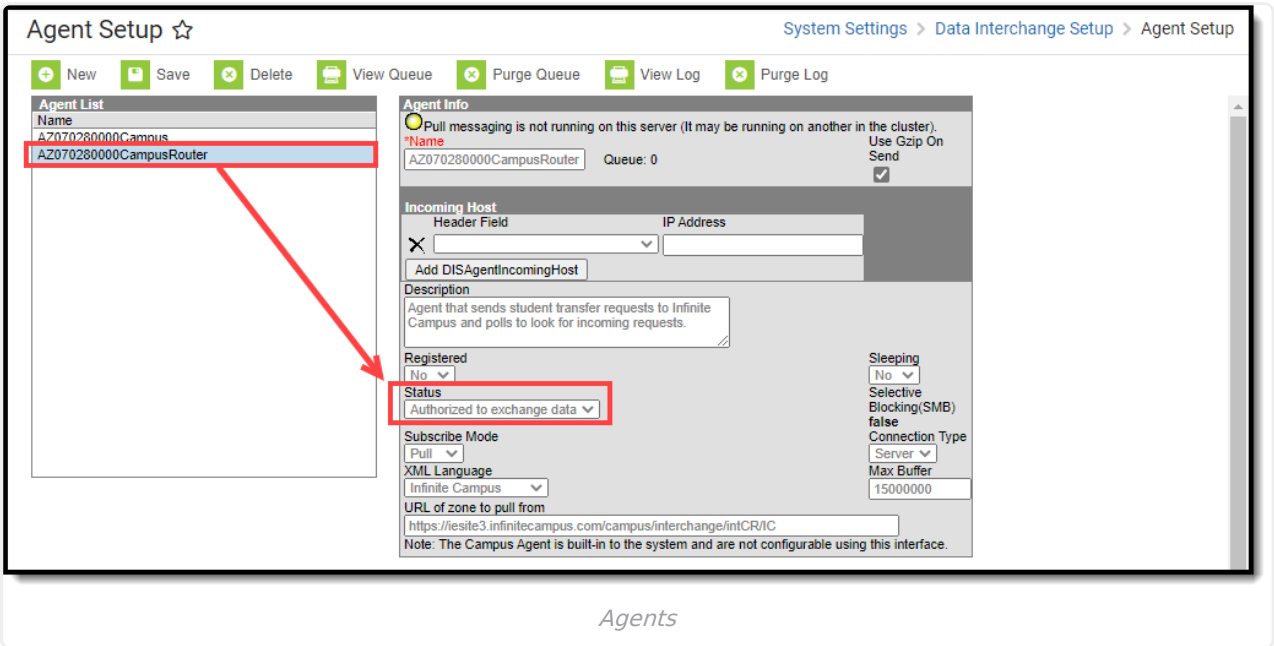 Agent Setup
System Settings > Data Interchange Setup > Agent Setup
New Save Delete View Queue Purge Queue View Log Purge Log
Agent List
Name
AZ070280000Campus
AZ070280000CampusRouter
Agent Info
Pull messaging is not running on this server (It may be running on another in the cluster).
*Name
Use Gzip On Send
AZ070280000CampusRouter Queue: 0
Incoming Host
Header Field IP Address
Add DISAgentIncomingHost
Description
Agent that sends student transfer requests to Infinite
Campus and polls to look for incoming requests.
Registered Sleeping
No No
Status Selective
Authorized to exchange data Blocking(SMB)
false
Subscribe Mode Connection Type
Pull Server
XML Language Max Buffer
Infinite Campus 15000000
URL of zone to pull from
https://iesite3.infinitecampus.com/campus/interchange/intCR/IC
Note: The Campus Agent is built-in to the system and are not configurable using this interface.
Agents